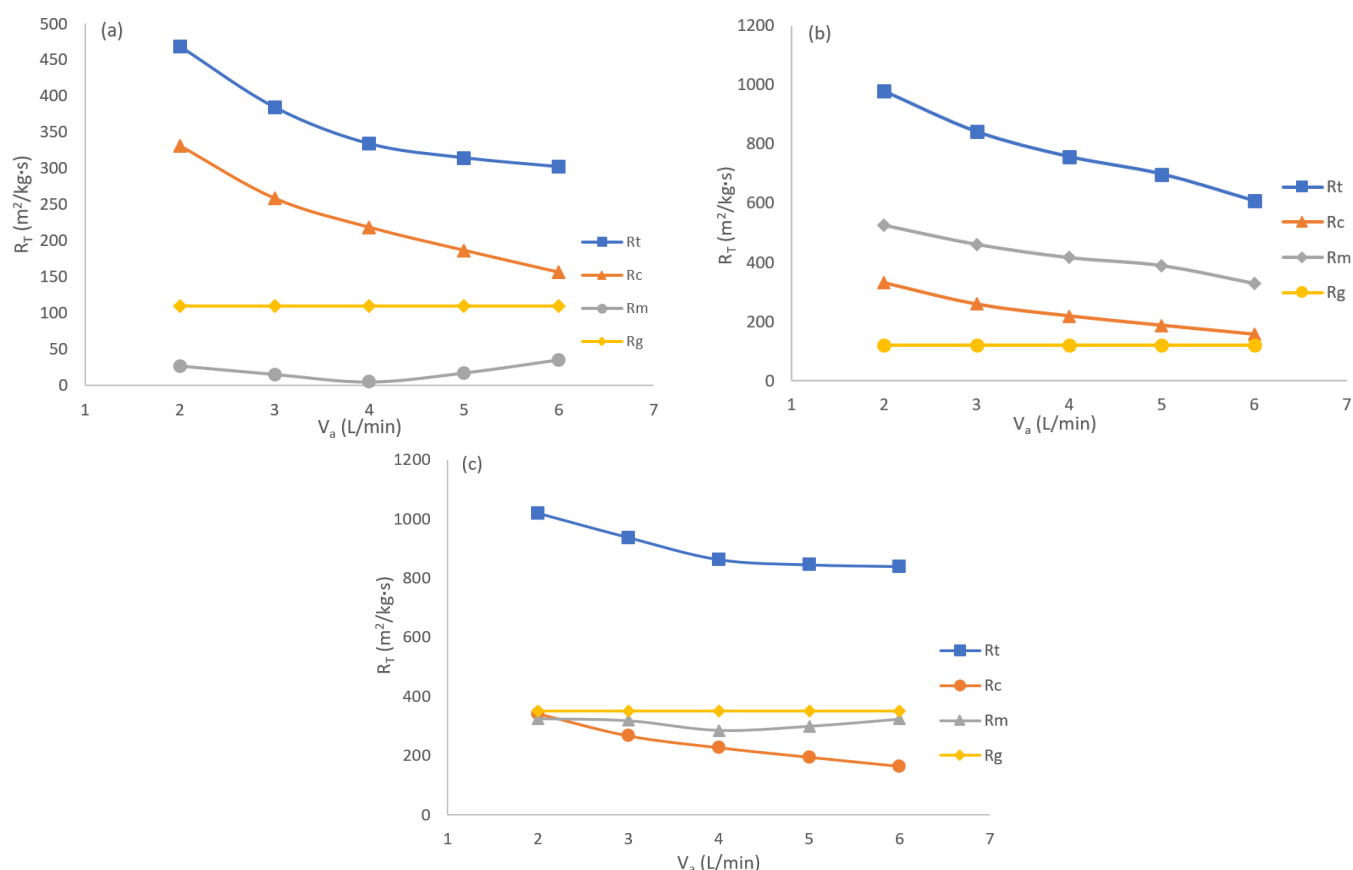 (a)
500
450
400
350
300
250
200
150
100
50
0
R_T (m²/kg·s)
1 2 3 4 5 6 7
V_a (L/min)
Rt
Rc
Rm
Rg
(b)
1200
1000
800
600
400
200
0
R_T (m²/kg·s)
1 2 3 4 5 6 7
V_a (L/min)
Rt
Rc
Rm
Rg
(c)
1200
1000
800
600
400
200
0
R_T (m²/kg·s)
1 2 3 4 5 6 7
V_a (L/min)
Rt
Rc
Rm
Rg